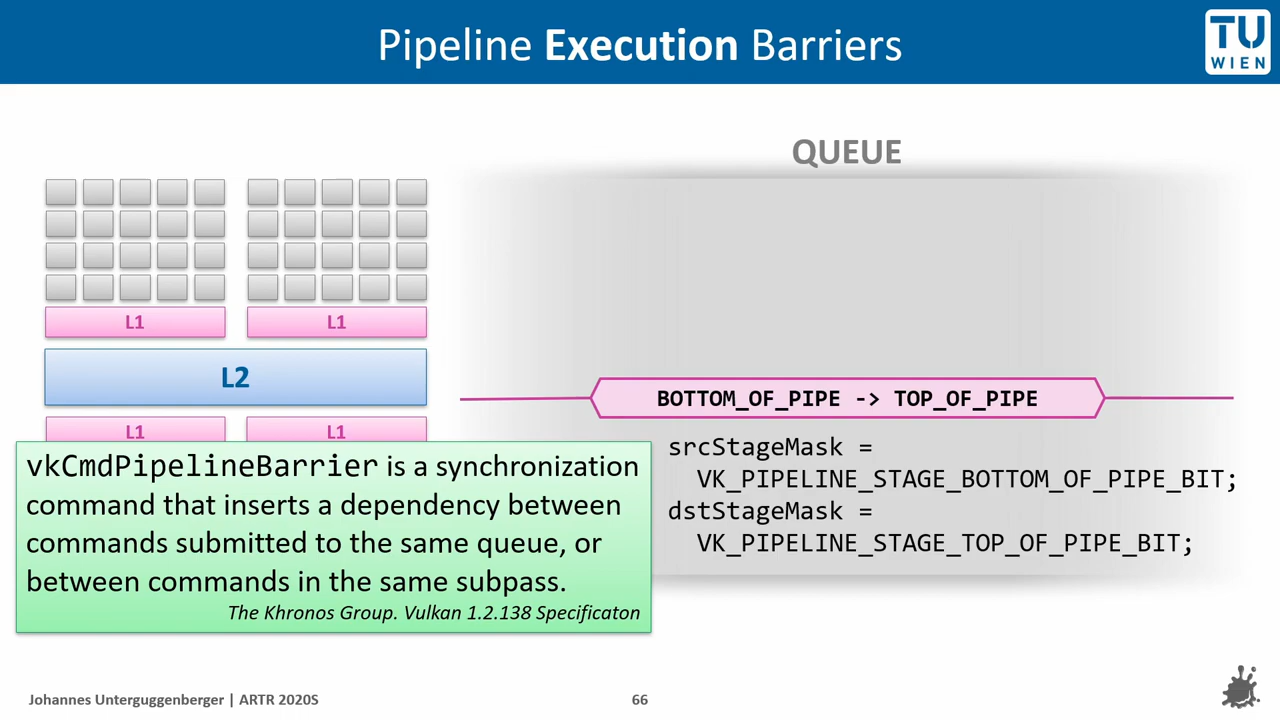 Pipeline Execution Barriers
TU
WIEN
QUEUE
L1
L1
L2
L1
L1
BOTTOM_OF_PIPE -> TOP_OF_PIPE
srcStageMask =
VK_PIPELINE_STAGE_BOTTOM_OF_PIPE_BIT;
dstStageMask =
VK_PIPELINE_STAGE_TOP_OF_PIPE_BIT;
vkCmdPipelineBarrier is a synchronization
command that inserts a dependency between
commands submitted to the same queue, or
between commands in the same subpass.
The Khronos Group. Vulkan 1.2.138 Specificaton
Johannes Unterguggenberger | ARTR 2020S
66